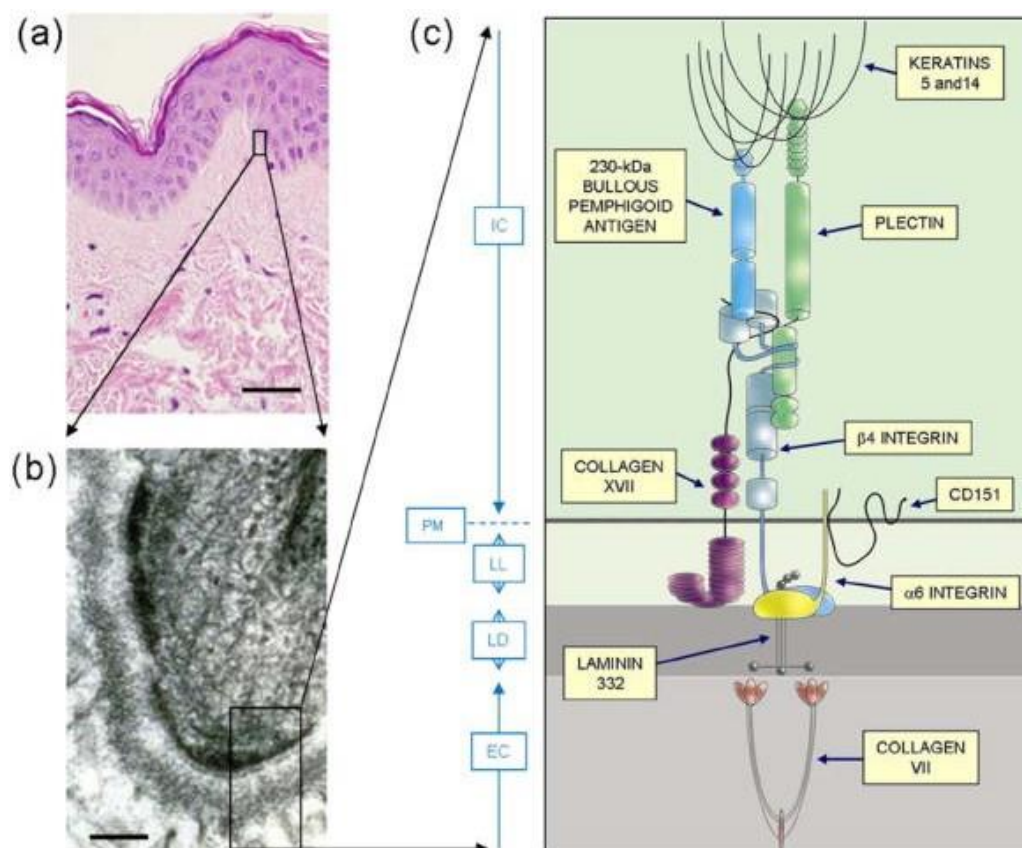 (a)
(b)
(c)
IC
PM
LL
LD
EC
KERATINS
5 and14
230-kDa
BULLOUS
PEMPHIGOID
ANTIGEN
PLECTIN
β4 INTEGRIN
COLLAGEN
XVII
CD151
α6 INTEGRIN
LAMININ
332
COLLAGEN
VII